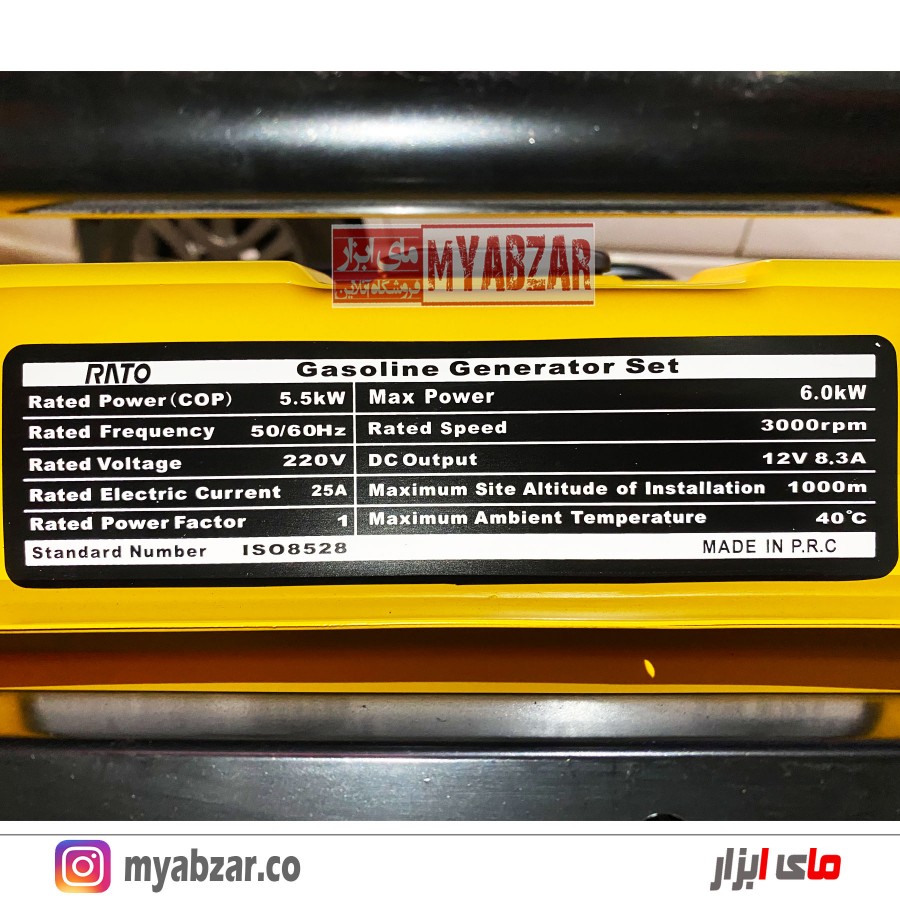 مای ابزار
فروشگاه آنلاین
MYABZAR
RATO Gasoline Generator Set
Rated Power(COP) 5.5kW Max Power 6.0kW
Rated Frequency 50/60Hz Rated Speed 3000rpm
Rated Voltage 220V DC Output 12V 8.3A
Rated Electric Current 25A Maximum Site Altitude of Installation 1000m
Rated Power Factor 1 Maximum Ambient Temperature 40°C
Standard Number ISO8528 MADE IN P.R.C
myabzar.co
مای ابزار